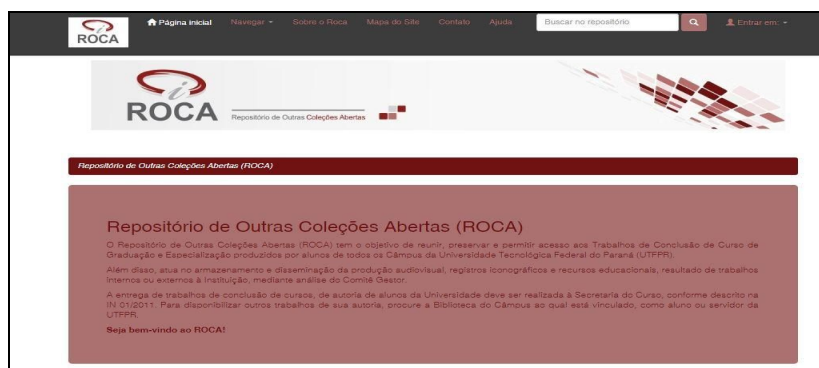 ROCA
Página inicial Navegar Sobre o Roca Mapa do Site Contato Ajuda Buscar no repositório Entrar em:
i
ROCA Repositório de Outras Coleções Abertas
Repositório de Outras Coleções Abertas (ROCA)
Repositório de Outras Coleções Abertas (ROCA)
O Repositório de Outras Coleções Abertas (ROCA) tem o objetivo de reunir, preservar e permitir acesso aos Trabalhos de Conclusão de Curso de
Graduação e Especialização produzidos por alunos de todos os Câmpus da Universidade Tecnológica Federal do Paraná (UTFPR).
Além disso, atua no armazenamento e disseminação da produção audiovisual, registros iconográficos e recursos educacionais, resultado de trabalhos
internos ou externos à Instituição, mediante análise do Comitê Gestor.
A entrega de trabalhos de conclusão de cursos, de autoria de alunos da Universidade deve ser realizada à Secretaria do Curso, conforme descrito na
IN 01/2011. Para disponibilizar outros trabalhos de sua autoria, procure a Biblioteca do Câmpus ao qual está vinculado, como aluno ou servidor da
UTFPR.
Seja bem-vindo ao ROCA!